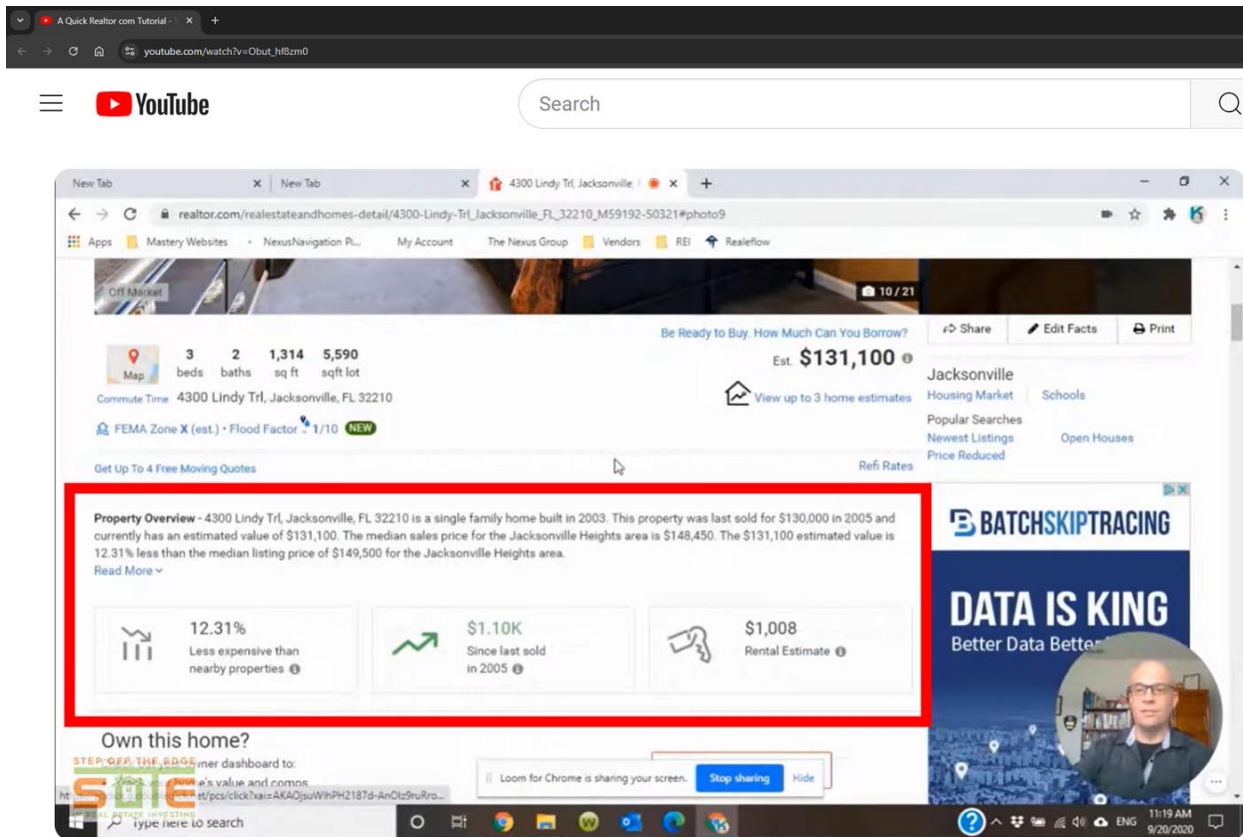 A Quick Realtor com Tutorial -
youtube.com/watch?v=Obut_hf8zm0
YouTube
Search
New Tab
New Tab
4300 Lindy Trl, Jacksonville,
realtor.com/realestateandhomes-detail/4300-Lindy-Trl_Jacksonville_FL_32210_M59192-50321#photo9
Apps Mastery Websites NexusNavigation Pi... My Account The Nexus Group Vendors REI Realeflow
Off Market
10 / 21
Be Ready to Buy. How Much Can You Borrow?
Share Edit Facts Print
3 2 1,314 5,590
beds baths sq ft sqft lot
Map
Est. $131,100
Commute Time 4300 Lindy Trl, Jacksonville, FL 32210
View up to 3 home estimates
FEMA Zone X (est.) • Flood Factor 1/10 NEW
Get Up To 4 Free Moving Quotes
Refi Rates
Jacksonville
Housing Market Schools
Popular Searches
Newest Listings Open Houses
Price Reduced
Property Overview - 4300 Lindy Trl, Jacksonville, FL 32210 is a single family home built in 2003. This property was last sold for $130,000 in 2005 and
currently has an estimated value of $131,100. The median sales price for the Jacksonville Heights area is $148,450. The $131,100 estimated value is
12.31% less than the median listing price of $149,500 for the Jacksonville Heights area.
Read More
12.31%
Less expensive than
nearby properties
$1.10K
Since last sold
in 2005
$1,008
Rental Estimate
BATCHSKIPTRACING
DATA IS KING
Better Data Bette
Own this home?
STEP OFF THE EDGE
wner dashboard to:
SOTE
e's value and comps
IN REAL ESTATE INVESTING
Loom for Chrome is sharing your screen. Stop sharing Hide
Type here to search
ENG
11:19 AM
9/20/2020